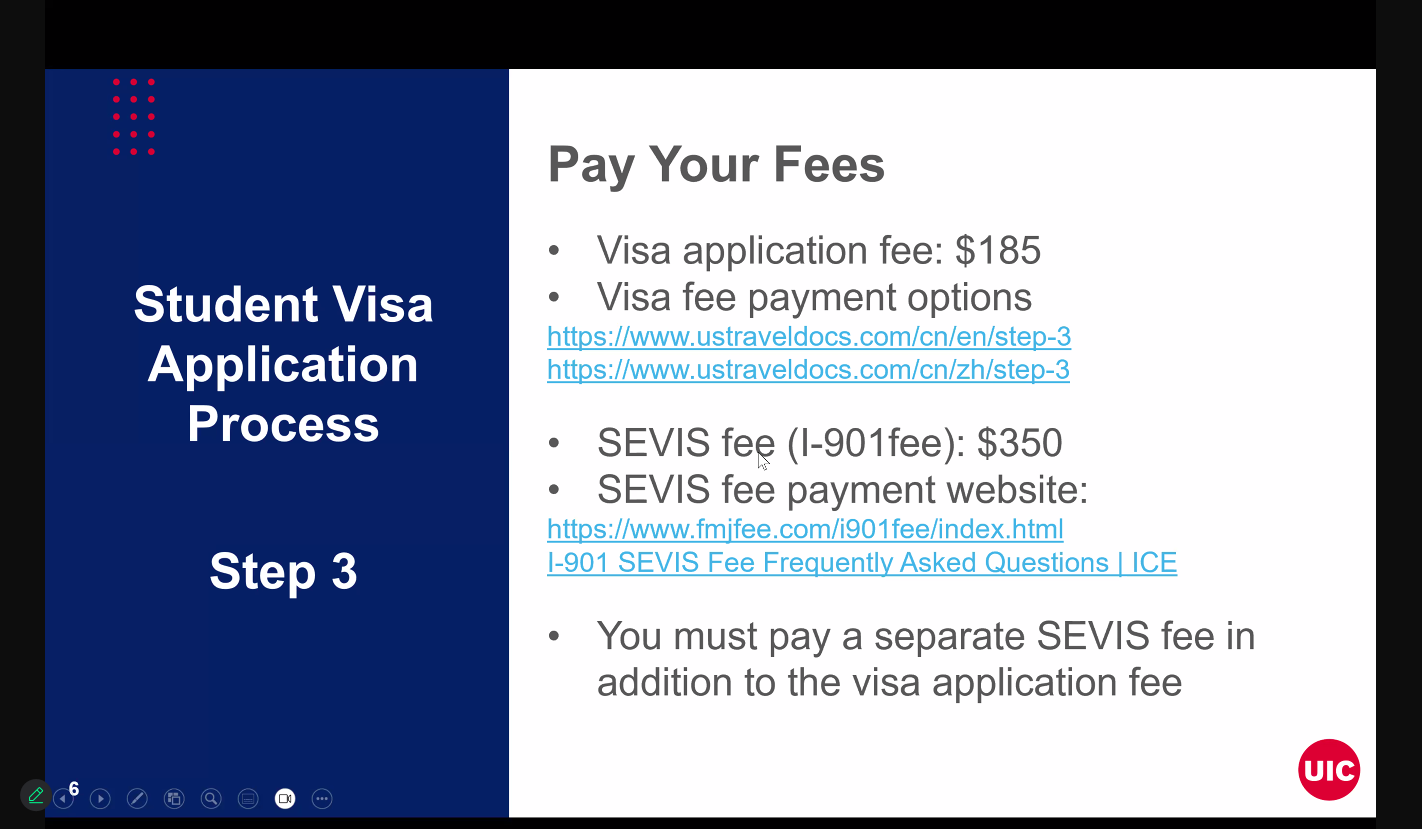 Student Visa
Application
Process
Step 3
Pay Your Fees
• Visa application fee: $185
• Visa fee payment options
https://www.ustraveldocs.com/cn/en/step-3
https://www.ustraveldocs.com/cn/zh/step-3
• SEVIS fee (I-901fee): $350
• SEVIS fee payment website:
https://www.fmjfee.com/i901fee/index.html
I-901 SEVIS Fee Frequently Asked Questions | ICE
• You must pay a separate SEVIS fee in
addition to the visa application fee
UIC
6